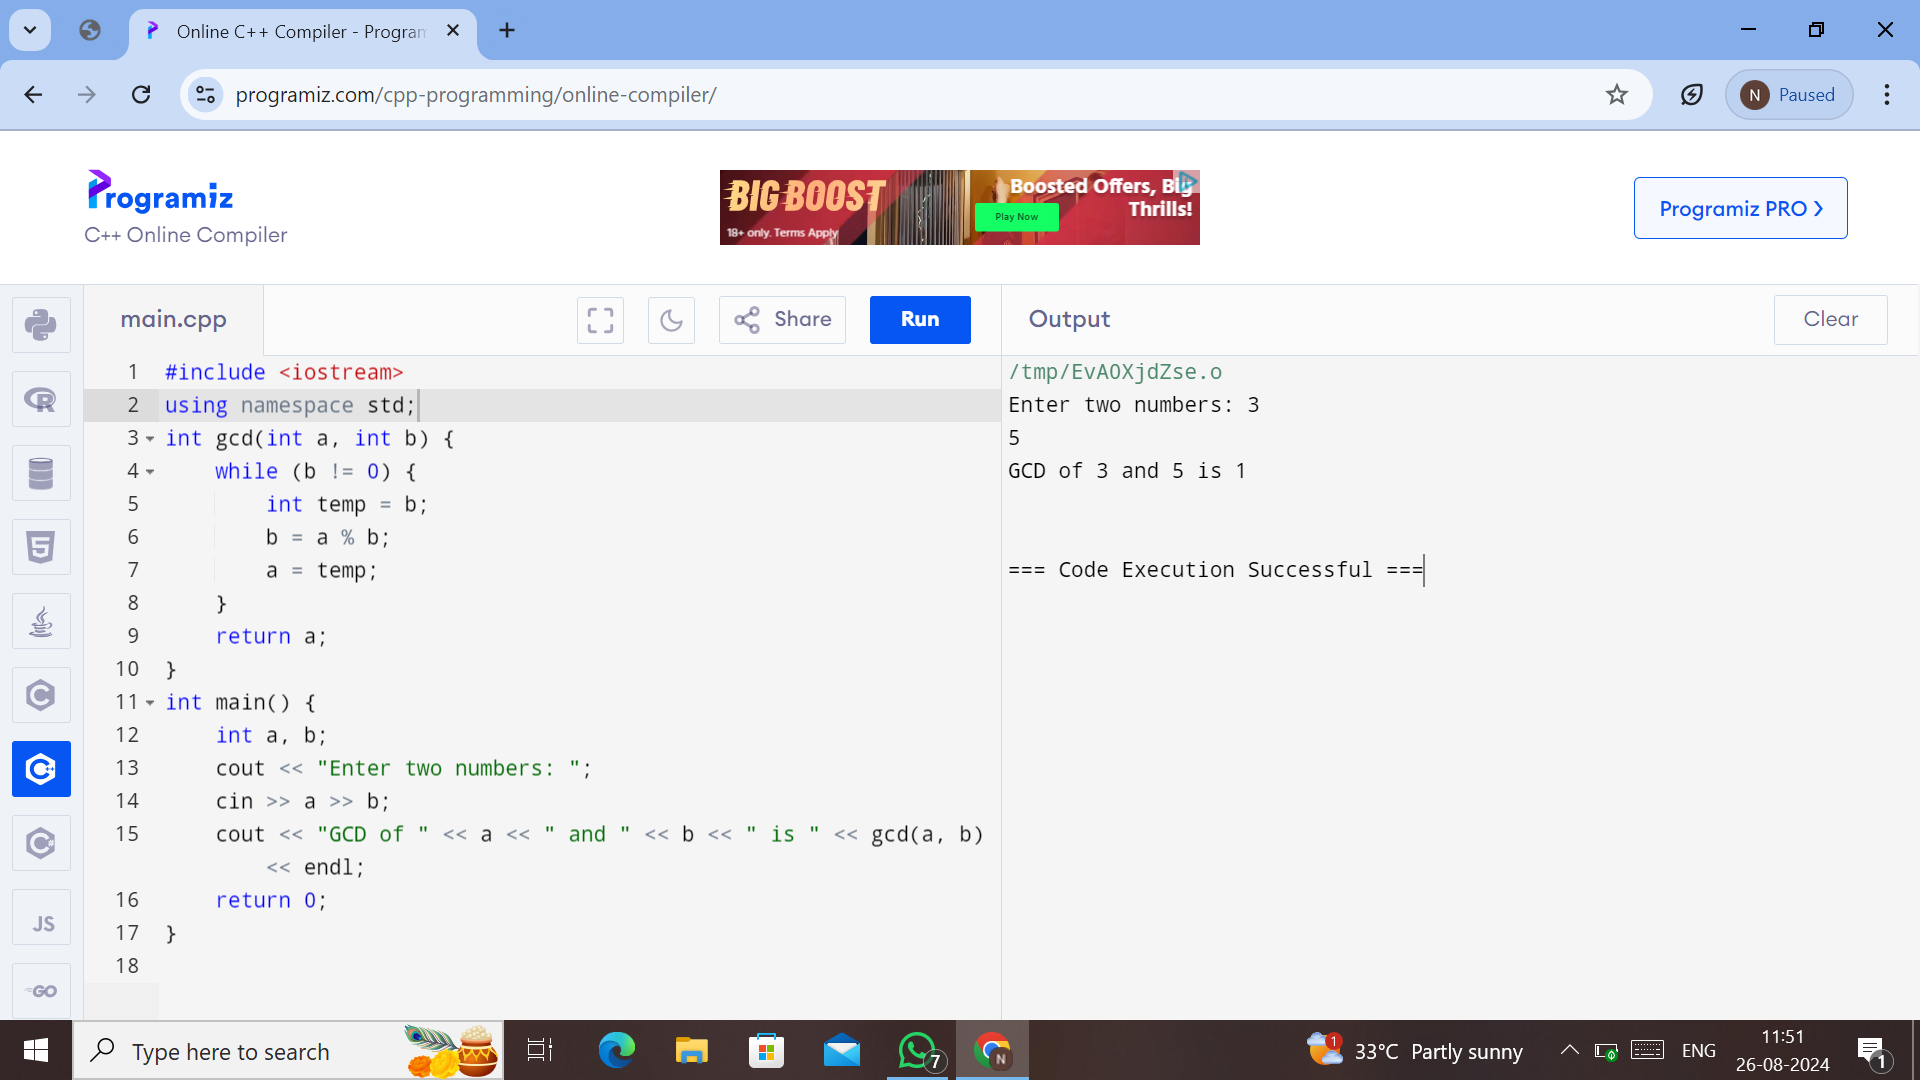 Online C++ Compiler - Program
programiz.com/cpp-programming/online-compiler/
N Paused
Programiz
C++ Online Compiler
BIG BOOST
18+ only. Terms Apply
Boosted Offers, Big
Thrills!
Play Now
Programiz PRO
main.cpp
Share
Run
Output
Clear
1 #include <iostream>
2 using namespace std;
3 int gcd(int a, int b) {
4     while (b != 0) {
5         int temp = b;
6         b = a % b;
7         a = temp;
8     }
9     return a;
10 }
11 int main() {
12     int a, b;
13     cout << "Enter two numbers: ";
14     cin >> a >> b;
15     cout << "GCD of " << a << " and " << b << " is " << gcd(a, b)
        << endl;
16     return 0;
17 }
18
/tmp/EvAOXjdZse.o
Enter two numbers: 3
5
GCD of 3 and 5 is 1
=== Code Execution Successful ===
R
5
C
C
C#
JS
GO
Type here to search
7
N
1
33°C Partly sunny
ENG
11:51
26-08-2024
1